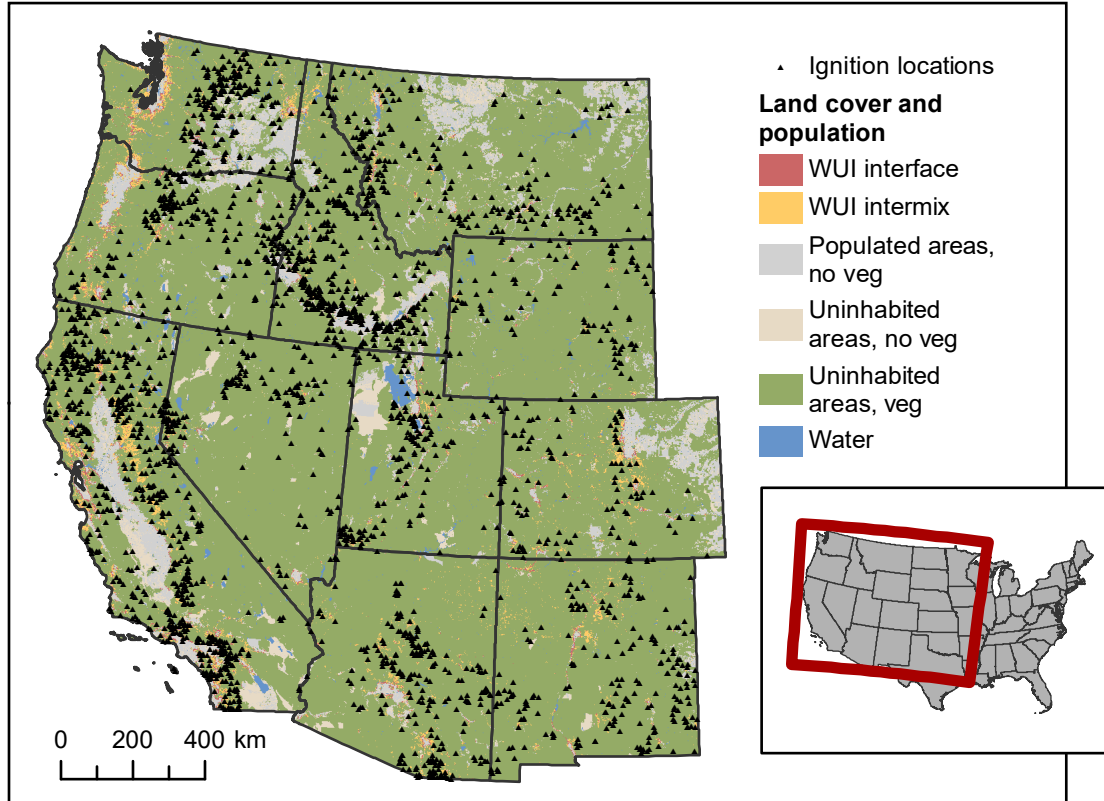 Ignition locations
Land cover and
population
WUI interface
WUI intermix
Populated areas,
no veg
Uninhabited
areas, no veg
Uninhabited
areas, veg
Water
0 200 400 km